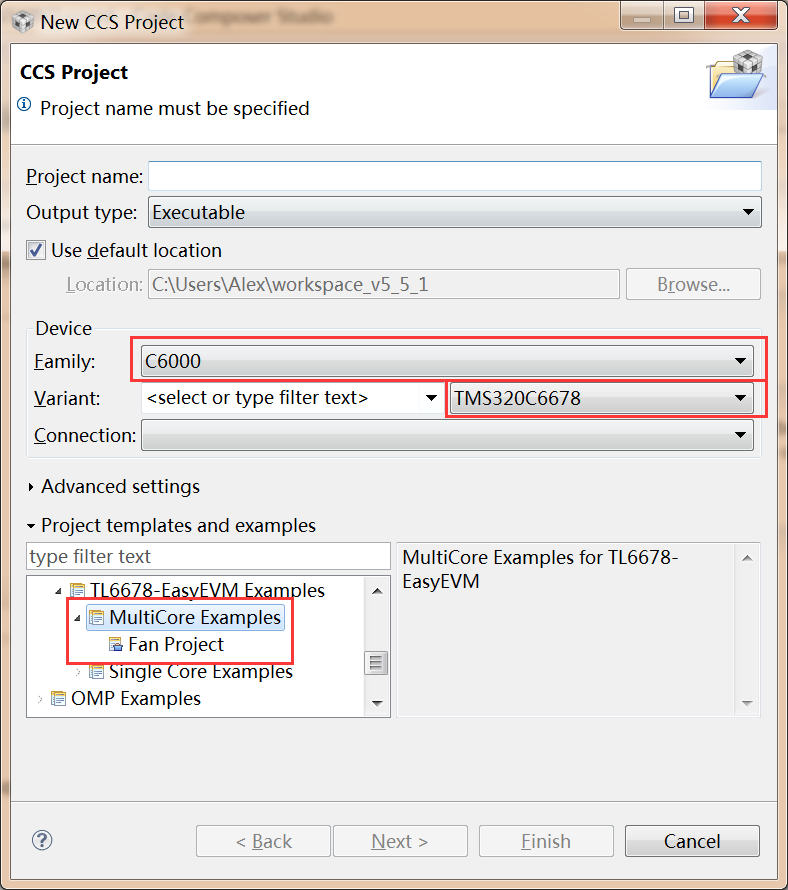 New CCS Project
CCS Project
Project name must be specified
Project name:
Output type: Executable
Use default location
Location: C:\Users\Alex\workspace_v5_5_1 Browse...
Device
Family: C6000
Variant: <select or type filter text> TMS320C6678
Connection:
Advanced settings
Project templates and examples
type filter text
MultiCore Examples for TL6678-
EasyEVM
TL6678-EasyEVM Examples
MultiCore Examples
Fan Project
Single Core Examples
OMP Examples
< Back Next > Finish Cancel